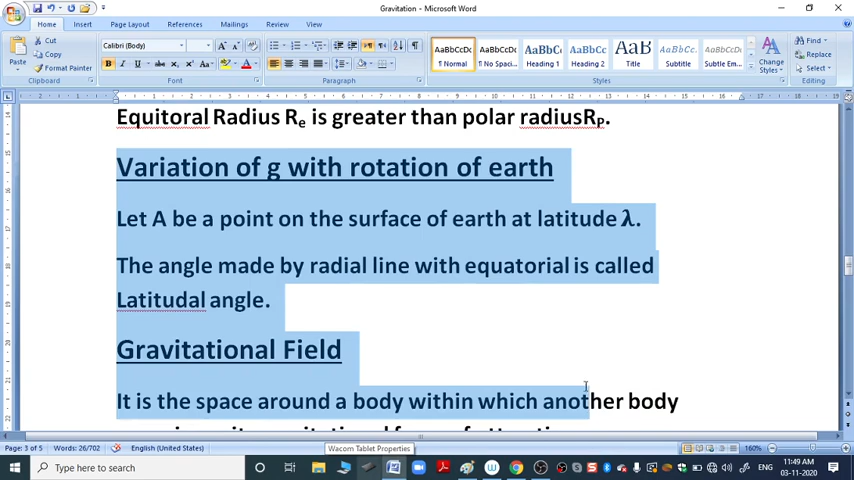 Gravitation - Microsoft Word
Home Insert Page Layout References Mailings Review View
Cut
Copy
Format Painter
Paste
Clipboard
Calibri (Body)
Font
Paragraph
AaBbCcDc AaBbCcDc AaBbC AaBbCc AaB AaBbCcL AaBbCcDc
¶ Normal ¶ No Spaci... Heading 1 Heading 2 Title Subtitle Subtle Em...
Change
Styles
Styles
Find
Replace
Select
Editing
Equitoral Radius Rₑ is greater than polar radiusRₚ.
Variation of g with rotation of earth
Let A be a point on the surface of earth at latitude λ.
The angle made by radial line with equatorial is called
Latitudal angle.
Gravitational Field
It is the space around a body within which another body
Page: 3 of 5 Words: 26/702 English (United States) 160%
Wacom Tablet Properties
Type here to search
ENG
11:49 AM
03-11-2020